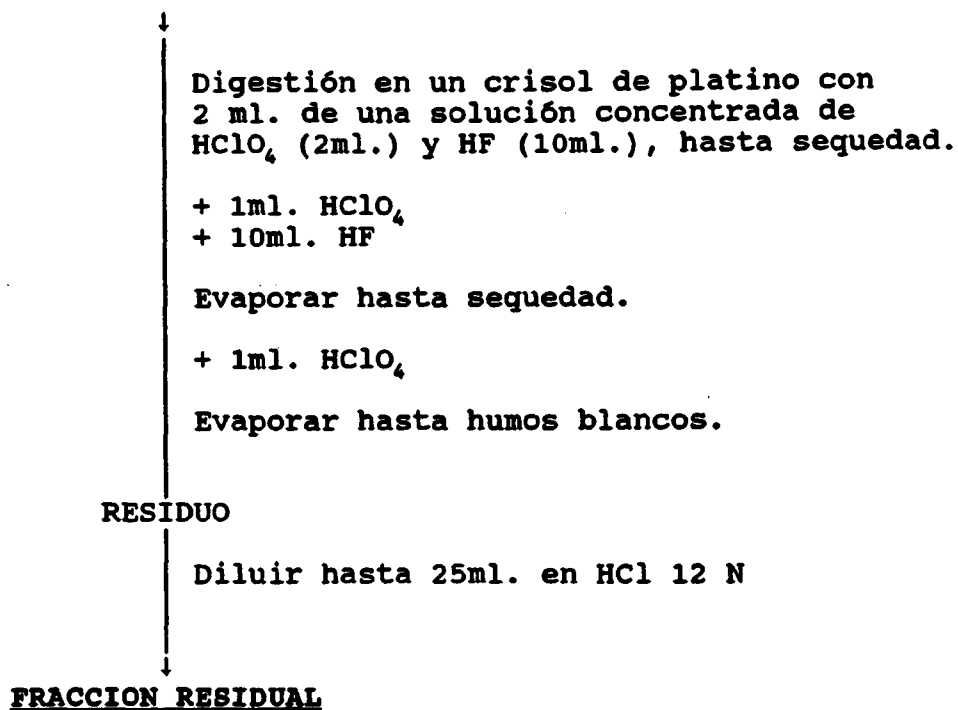 Digestión en un crisol de platino con
2 ml. de una solución concentrada de
HClO₄ (2ml.) y HF (10ml.), hasta sequedad.
+ 1ml. HClO₄
+ 10ml. HF
Evaporar hasta sequedad.
+ 1ml. HClO₄
Evaporar hasta humos blancos.
RESIDUO
Diluir hasta 25ml. en HCl 12 N
FRACCION RESIDUAL